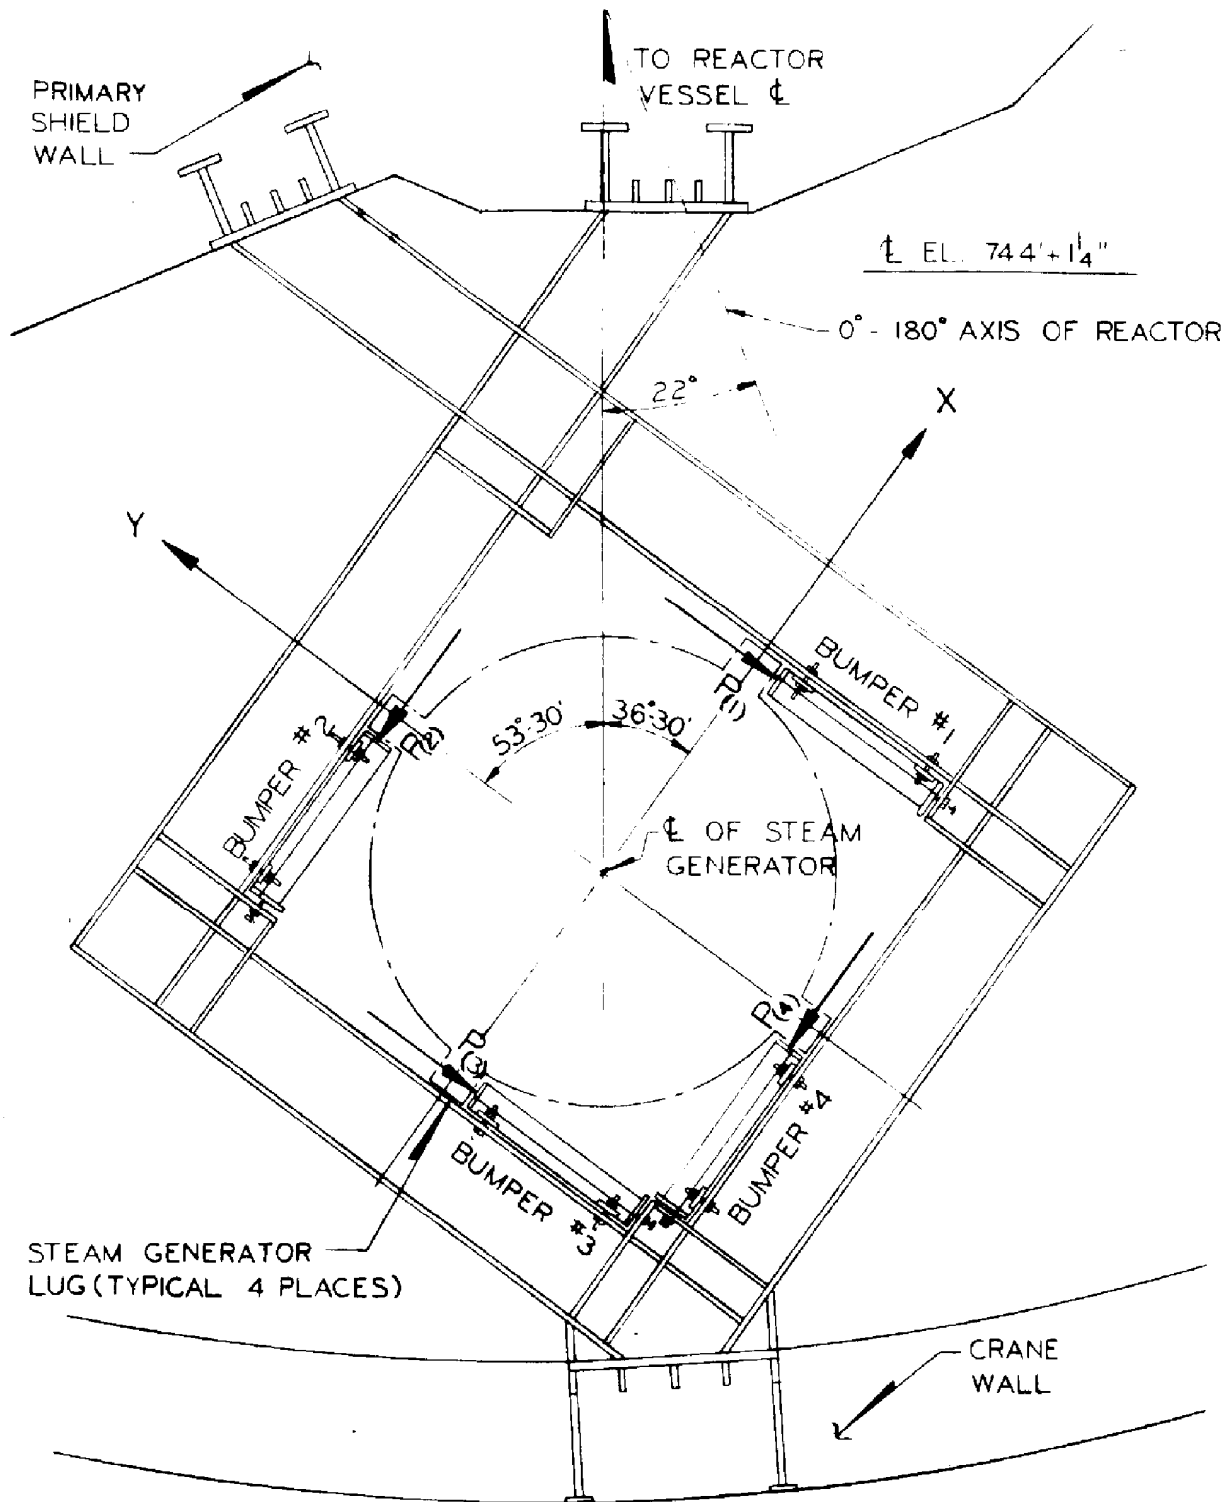 TO REACTOR
VESSEL ℄
PRIMARY
SHIELD
WALL
℄ EL. 744'+1¼"
0°-180° AXIS OF REACTOR
22°
X
Y
BUMPER #1
P(1)
BUMPER #2
P(2)
53°-30'
36°-30'
℄ OF STEAM
GENERATOR
P(4)
P(3)
BUMPER #4
BUMPER #3
STEAM GENERATOR
LUG (TYPICAL 4 PLACES)
CRANE
WALL